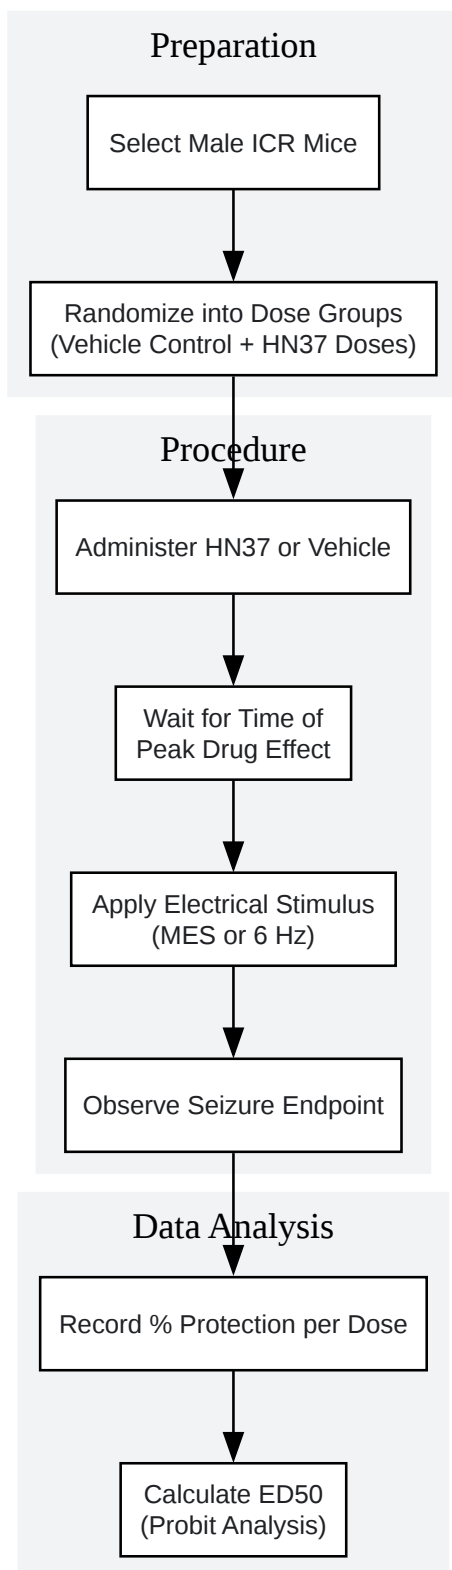 Preparation
Select Male ICR Mice
Randomize into Dose Groups
(Vehicle Control + HN37 Doses)
Procedure
Administer HN37 or Vehicle
Wait for Time of
Peak Drug Effect
Apply Electrical Stimulus
(MES or 6 Hz)
Observe Seizure Endpoint
Data Analysis
Record % Protection per Dose
Calculate ED50
(Probit Analysis)